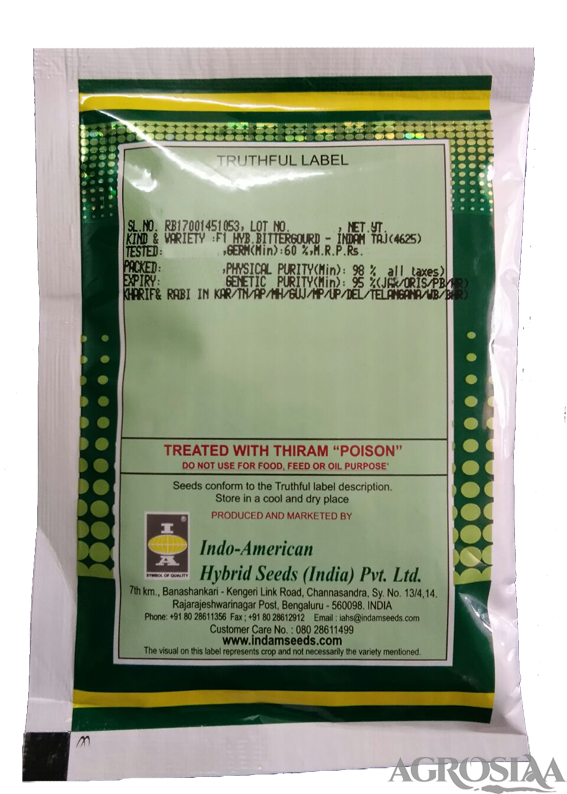 TRUTHFUL LABEL
SL.NO. RB17001451053, LOT NO. , NET.WT.
KIND & VARIETY :F1 HYB.BITTERGOURD - INDAM TAJ(4625)
TESTED: ,GERM(Min):60 %,M.R.P.Rs.
PACKED: ,PHYSICAL PURITY(Min): 98 % all taxes)
EXPIRY: GENETIC PURITY(Min): 95 %(JAR/ORIS/PB/HR)
KHARIF& RABI IN KAR/TN/AP/MH/GUJ/MP/UP/DEL/TELANGANA/WB/BHR)
TREATED WITH THIRAM “POISON”
DO NOT USE FOR FOOD, FEED OR OIL PURPOSE'
Seeds conform to the Truthful label description.
Store in a cool and dry place
PRODUCED AND MARKETED BY
I A
®
SYMBOL OF QUALITY
Indo-American
Hybrid Seeds (India) Pvt. Ltd.
7th km., Banashankari - Kengeri Link Road, Channasandra, Sy. No. 13/4,14.
Rajarajeshwarinagar Post, Bengaluru - 560098. INDIA
Phone: +91 80 28611356 Fax ; +91 80 28612912 Email : iahs@indamseeds.com
Customer Care No. : 080 28611499
www.indamseeds.com
The visual on this label represents crop and not necessarily the variety mentioned.
AGROSTAR